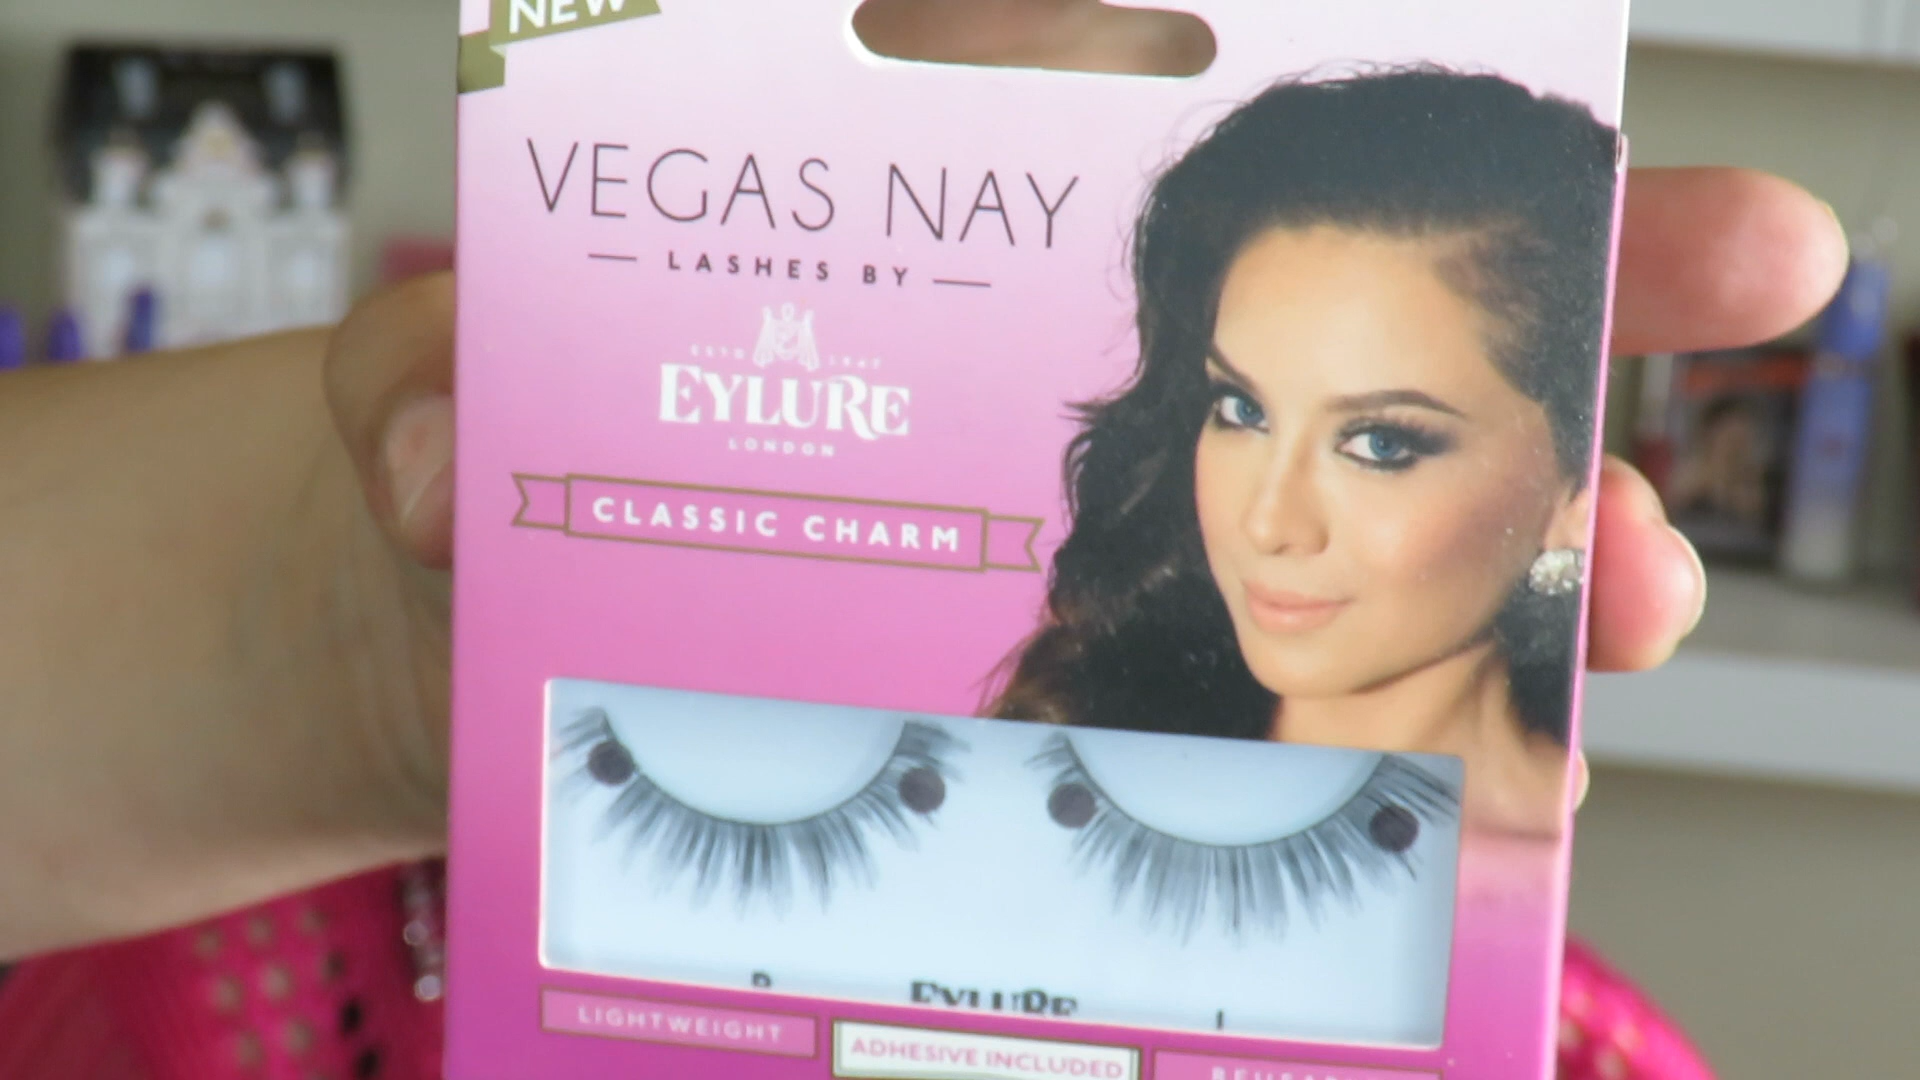 NEW
VEGAS NAY
LASHES BY
ESTD 1947
EYLURE
LONDON
CLASSIC CHARM
R EYLURE L
LIGHTWEIGHT
ADHESIVE INCLUDED